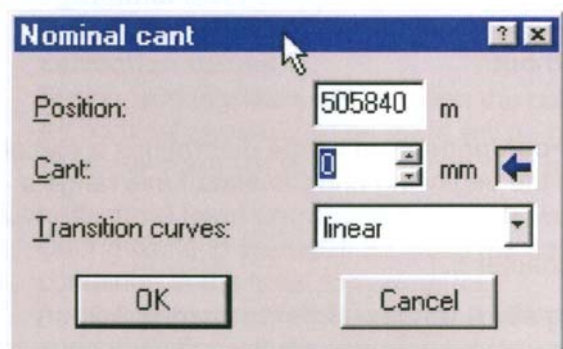 Nominal cant ? x
Position: 505840 m
Cant: 0 mm
Transition curves: linear
OK Cancel